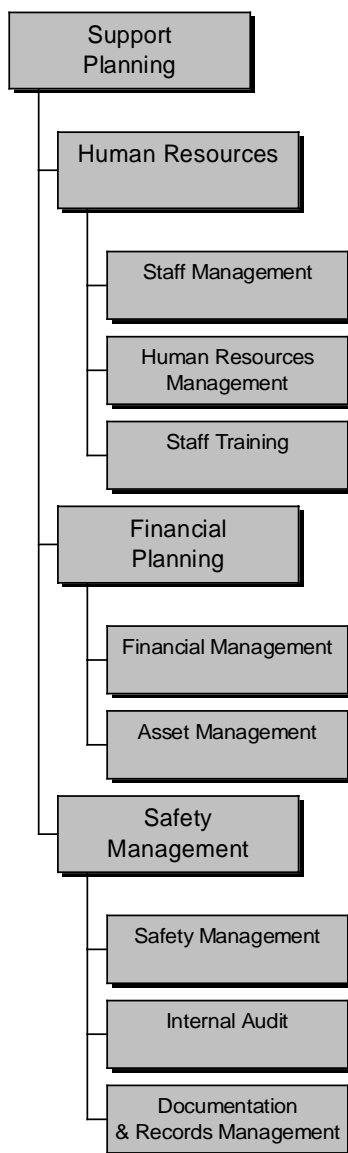 Support
Planning
Human Resources
Staff Management
Human Resources
Management
Staff Training
Financial
Planning
Financial Management
Asset Management
Safety
Management
Safety Management
Internal Audit
Documentation
& Records Management